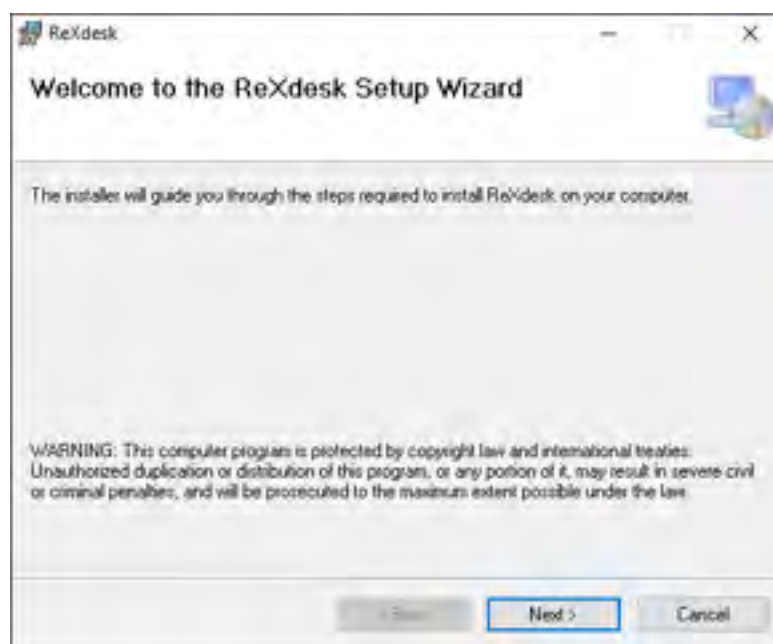 ReXdesk
Welcome to the ReXdesk Setup Wizard
The installer will guide you through the steps required to install ReXdesk on your computer.
WARNING: This computer program is protected by copyright law and international treaties.
Unauthorized duplication or distribution of this program, or any portion of it, may result in severe civil
or criminal penalties, and will be prosecuted to the maximum extent possible under the law.
Next >
Cancel